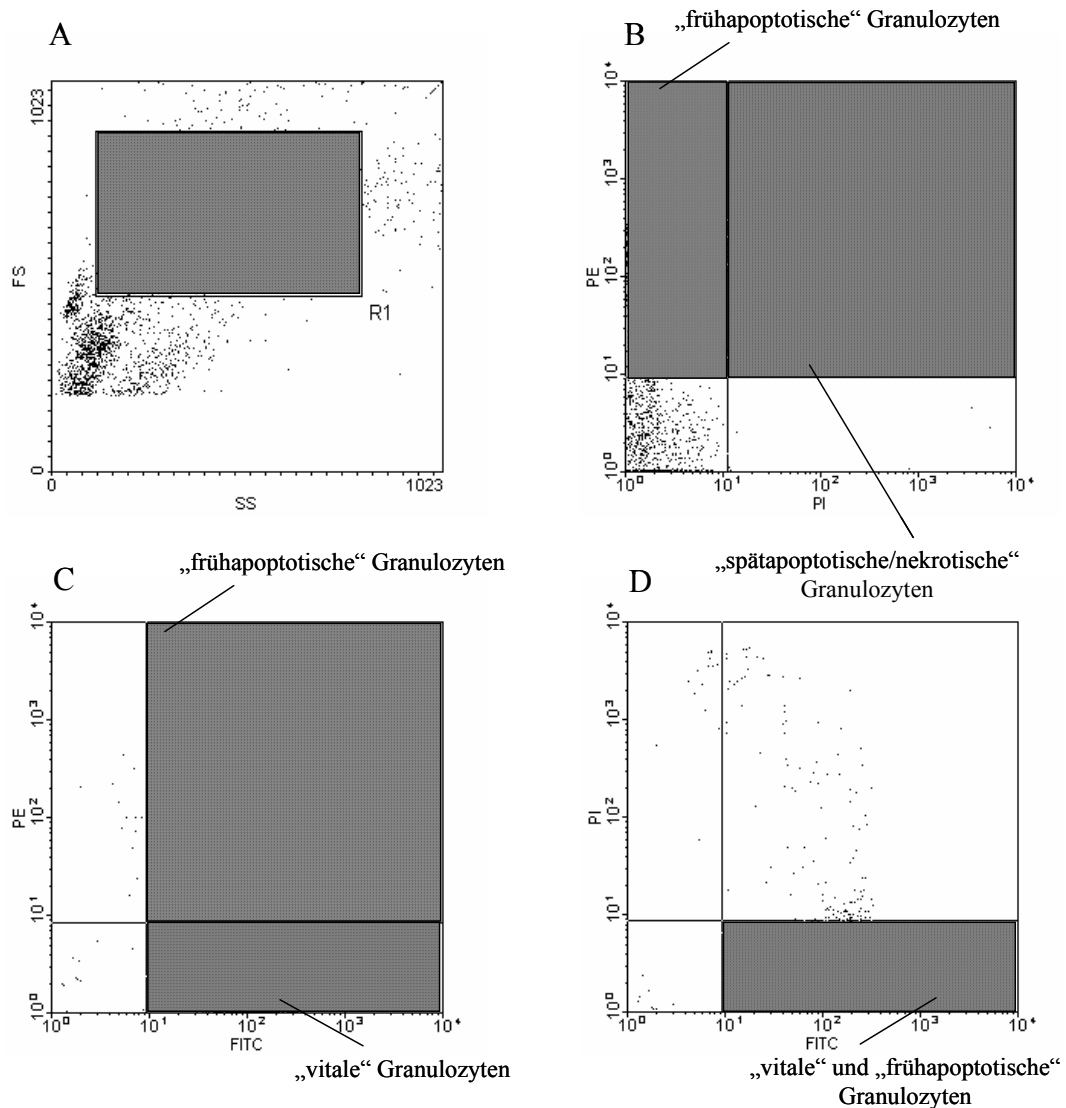 A
1023
FS
0
R1
0
1023
SS
B
„frühapoptotische“ Granulozyten
10⁴
10³
PE
10²
10¹
10⁰
10⁰ 10¹ 10² 10³ 10⁴
PI
„spätapoptotische/nekrotische“
Granulozyten
C
„frühapoptotische“ Granulozyten
10⁴
10³
PE
10²
10¹
10⁰
10⁰ 10¹ 10² 10³ 10⁴
FITC
„vitale“ Granulozyten
D
10⁴
10³
PI
10²
10¹
10⁰
10⁰ 10¹ 10² 10³ 10⁴
FITC
„vitale“ und „frühapoptotische“
Granulozyten